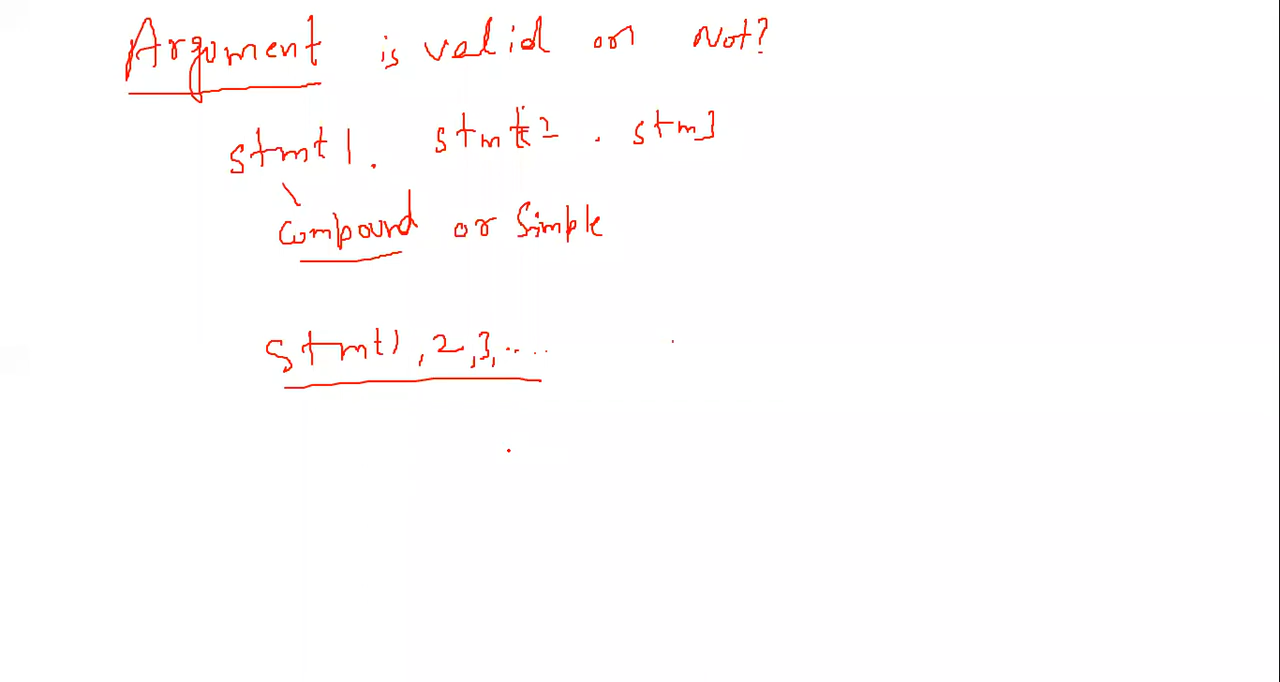 Argument is valid or Not?
stmt1. stmt2. stm3
compound or simple
stmt1,2,3,....